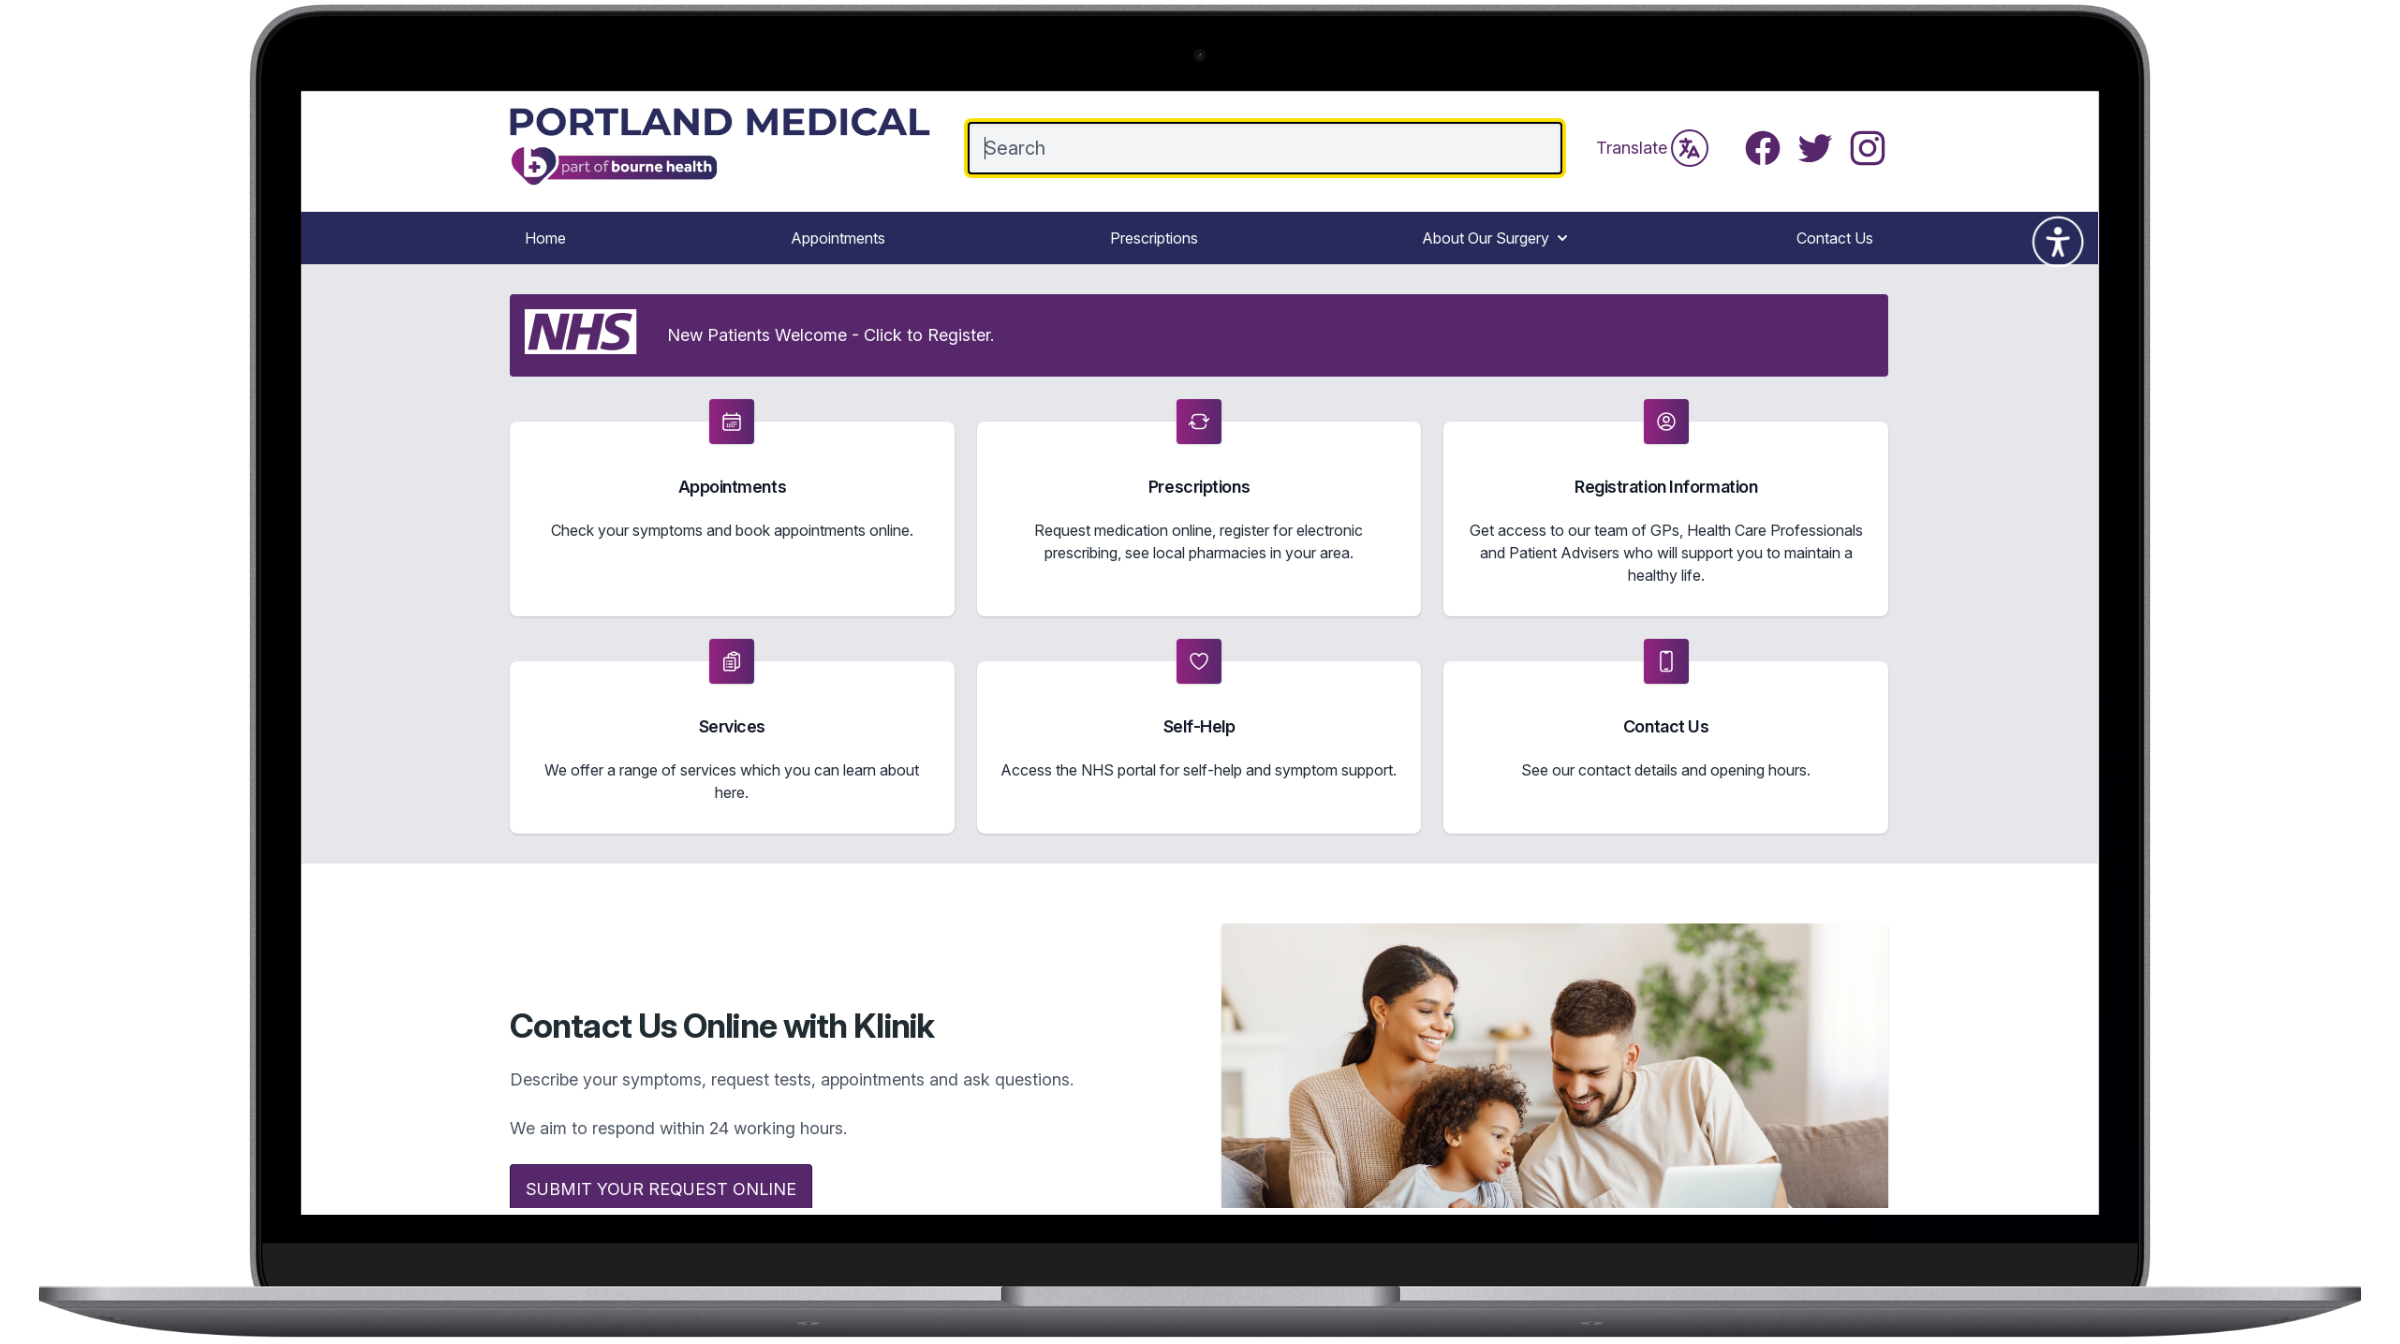 PORTLAND MEDICAL
part of bourne health
Search
Translate
Home
Appointments
Prescriptions
About Our Surgery
Contact Us
NHS
New Patients Welcome - Click to Register.
Appointments
Check your symptoms and book appointments online.
Prescriptions
Request medication online, register for electronic
prescribing, see local pharmacies in your area.
Registration Information
Get access to our team of GPs, Health Care Professionals
and Patient Advisers who will support you to maintain a
healthy life.
Services
We offer a range of services which you can learn about
here.
Self-Help
Access the NHS portal for self-help and symptom support.
Contact Us
See our contact details and opening hours.
Contact Us Online with Klinik
Describe your symptoms, request tests, appointments and ask questions.
We aim to respond within 24 working hours.
SUBMIT YOUR REQUEST ONLINE